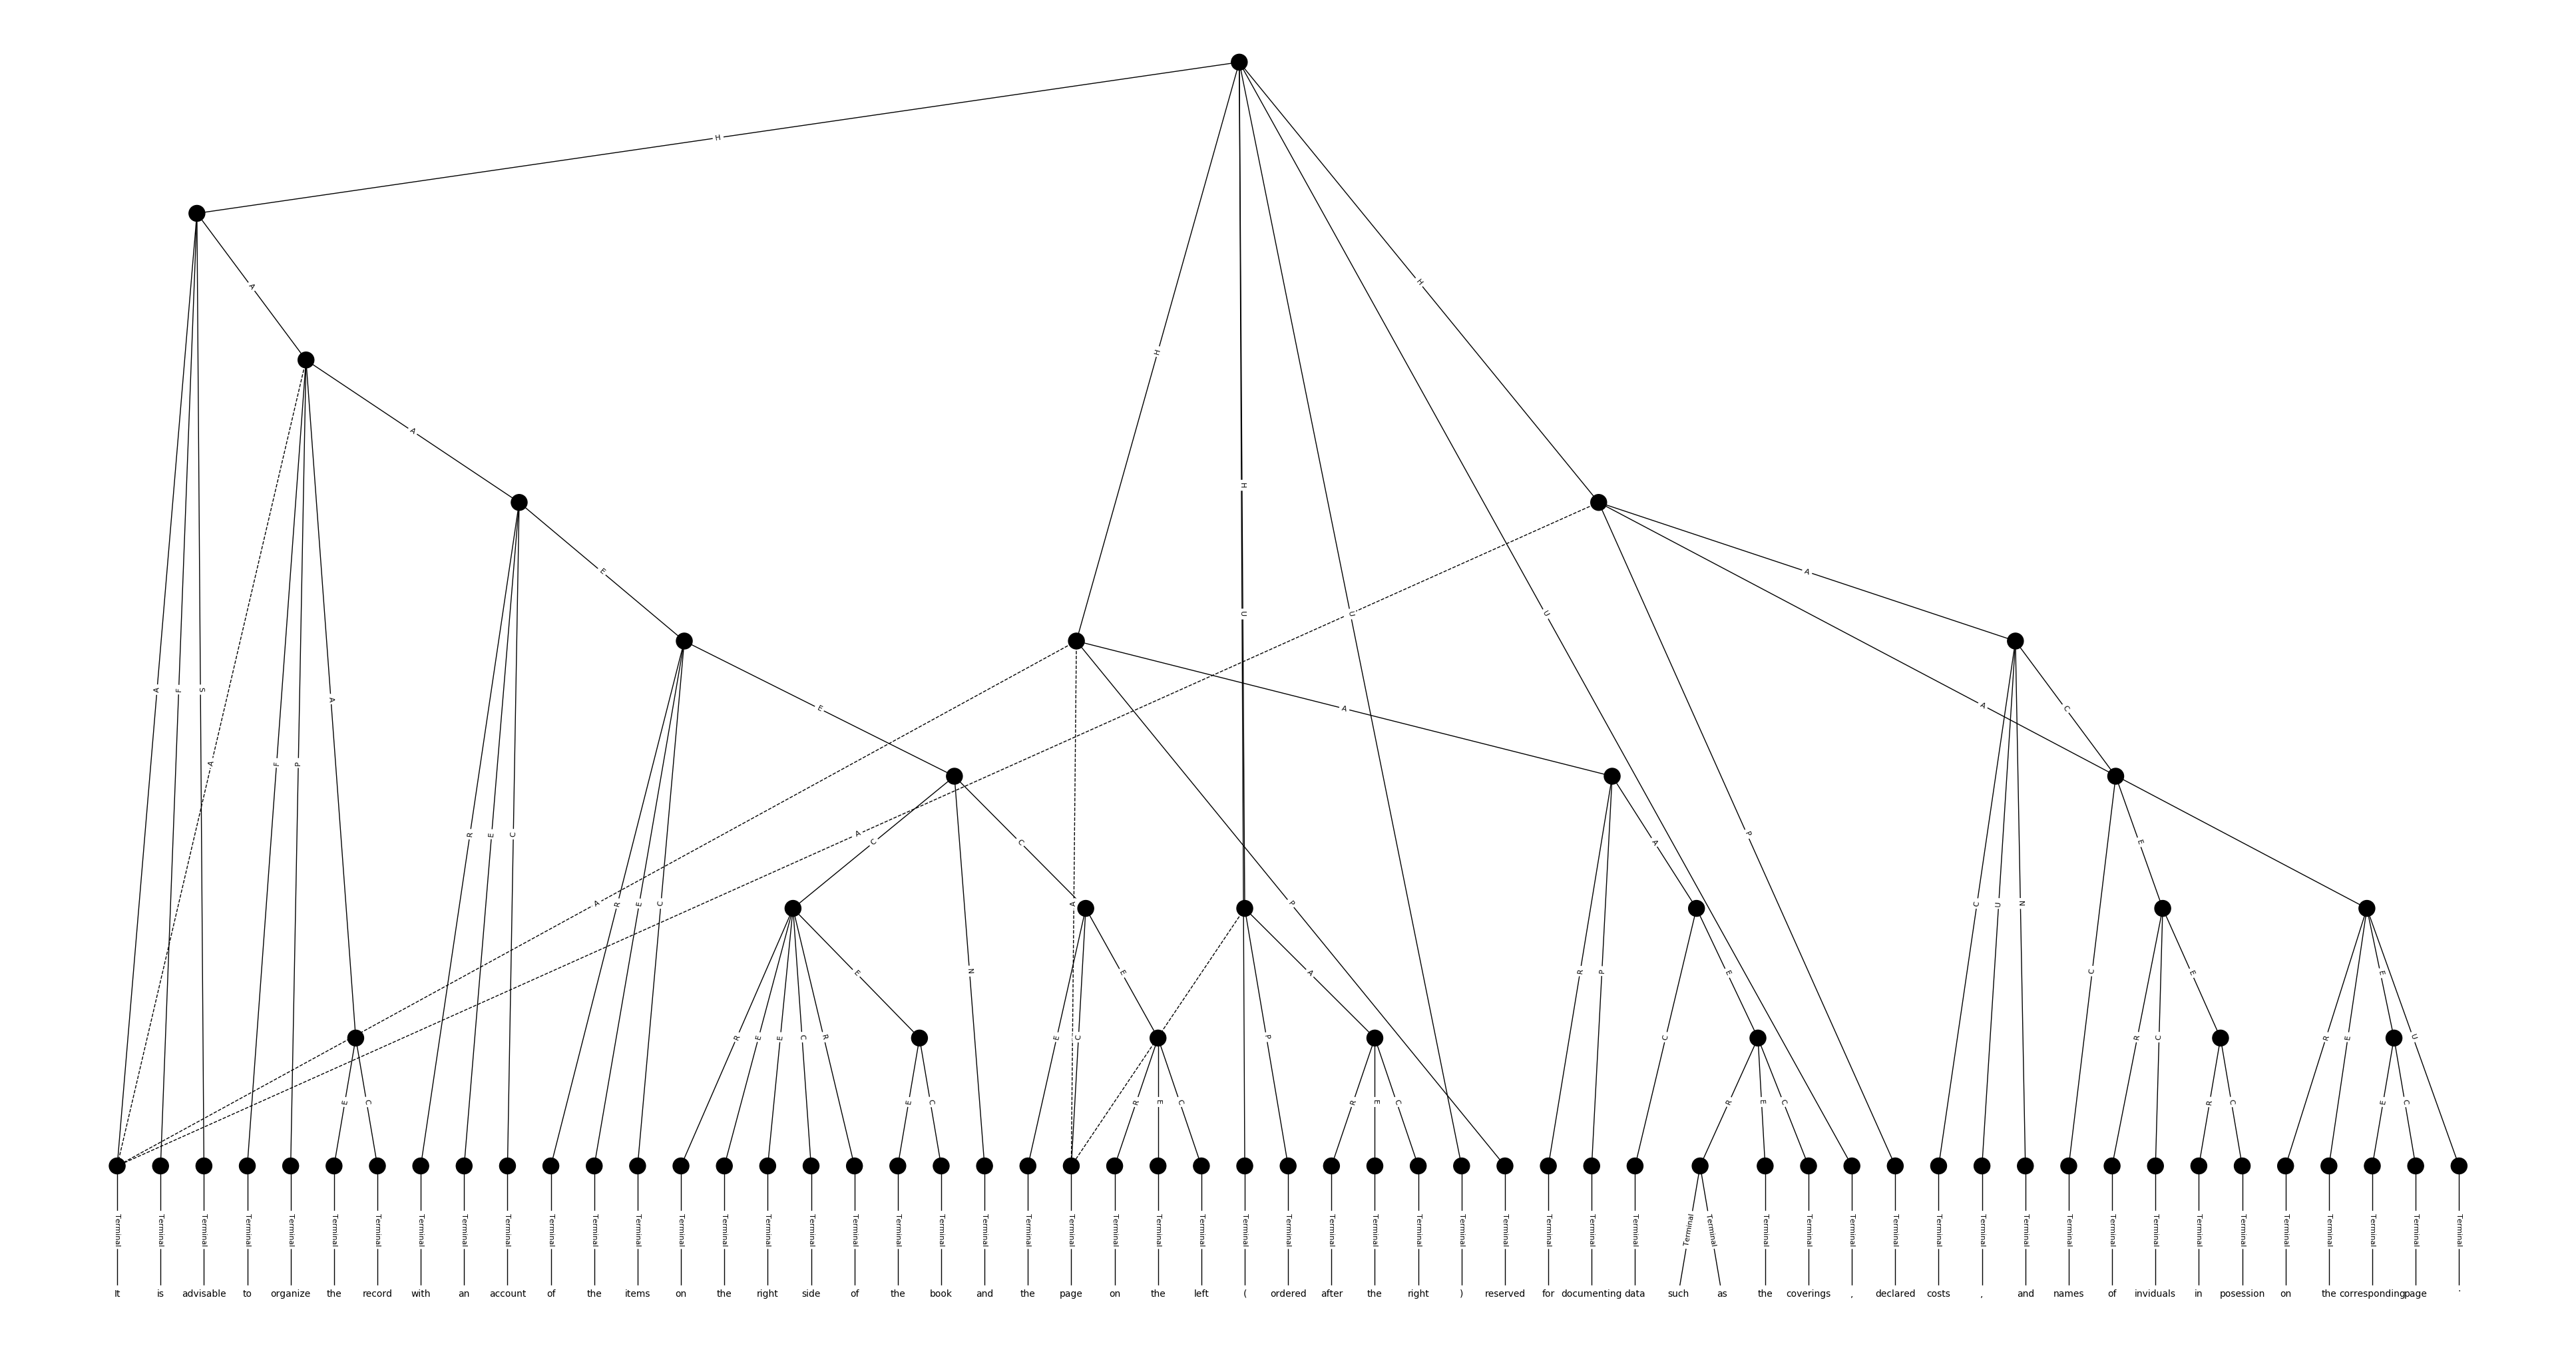 H
H
H
U
H
U
U
H
A
F
S
A
A
F
P
A
A
R
E
C
E
R
E
C
E
C
N
C
R
E
E
C
R
E
E
C
E
C
E
C
E
R
E
C
A
A
P
A
P
A
R
E
C
R
P
A
C
E
R
E
C
A
P
A
A
C
U
N
C
C
E
R
C
E
R
C
R
E
E
U
E
C
Terminal Terminal Terminal Terminal Terminal Terminal Terminal Terminal Terminal Terminal Terminal Terminal Terminal Terminal Terminal Terminal Terminal Terminal Terminal Terminal Terminal Terminal Terminal Terminal Terminal Terminal Terminal Terminal Terminal Terminal Terminal Terminal Terminal Terminal Terminal Terminal Terminal Terminal Terminal Terminal Terminal Terminal Terminal Terminal Terminal Terminal Terminal Terminal Terminal Terminal Terminal Terminal Terminal Terminal Terminal
It is advisable to organize the record with an account of the items on the right side of the book and the page on the left ( ordered after the right ) reserved for documenting data such as the coverings , declared costs , and names of inviduals in posession on the corresponding page .